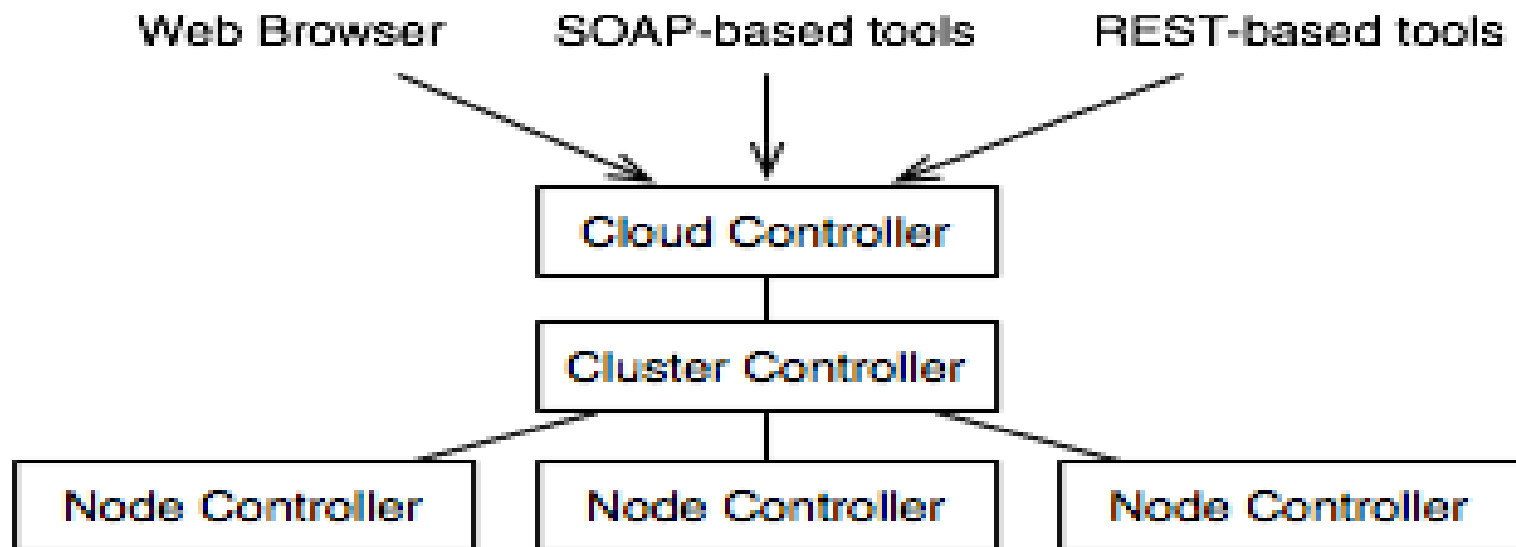 Web Browser SOAP-based tools REST-based tools
Cloud Controller
Cluster Controller
Node Controller Node Controller Node Controller